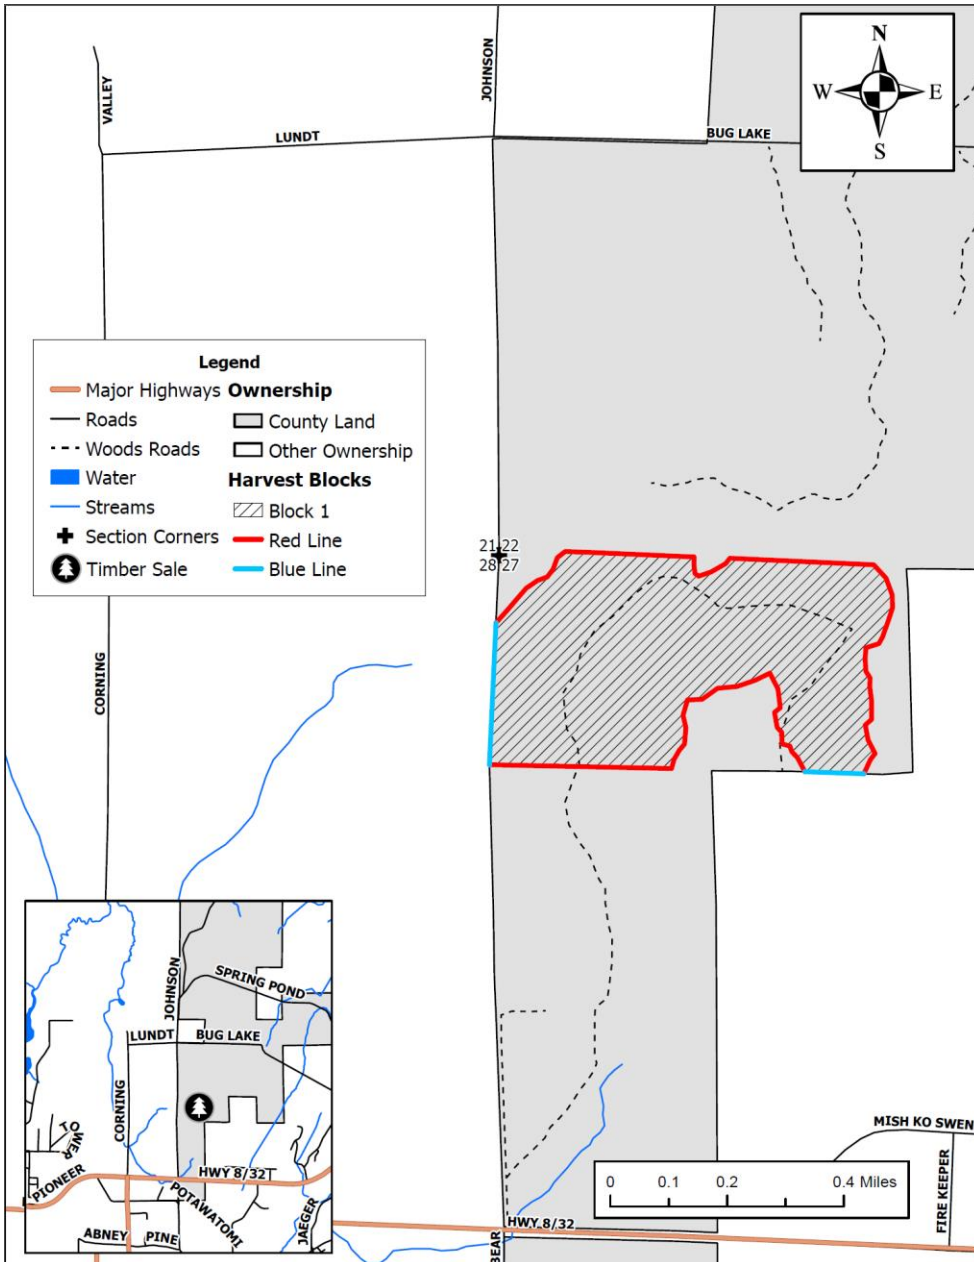 N
W E
S
VALLEY
JOHNSON
LUNDT
BUG LAKE
Legend
Major Highways
Roads
Woods Roads
Water
Streams
Section Corners
Timber Sale
Ownership
County Land
Other Ownership
Harvest Blocks
Block 1
Red Line
Blue Line
21 22
28 27
CORNING
JOHNSON
SPRING POND
LUNDT
BUG LAKE
CORNING
TOWER
PIONEER
HWY 8/32
POTAWATOMI
JAEGER
ABNEY
PINE
MISH KO SWEN
FIRE KEEPER
0 0.1 0.2 0.4 Miles
HWY 8/32
BEAR